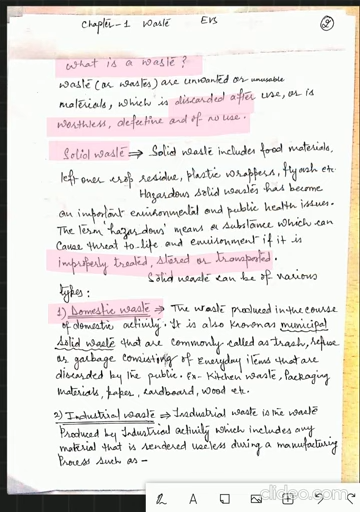 Chapter-1 Waste EVS
2
What is a waste?
Waste (or wastes) are unwanted or unusable
materials, which is discarded after use, or is
worthless, defective and of no use.
Solid waste ⇒ Solid waste includes food materials,
left over crop residue, plastic wrappers, flyash etc.
Hazardous solid wastes has become
an important environmental and public health issues.
The term 'hazardous' means a substance which can
cause threat to life and environment if it is
improperly treated, stored or transported.
Solid waste can be of various
types:
1) Domestic waste ⇒ The waste produced in the course
of domestic activity. It is also known as municipal
solid waste that are commonly called as trash, refuse
or garbage consisting of everyday items that are
discarded by the public. Ex- Kitchen waste, Packaging
materials, paper, cardboard, wood etc.
2) Industrial waste ⇒ Industrial waste is the waste
Produced by Industrial activity which includes any
material that is rendered useless during a manufacturing
Process such as -
clideo.com